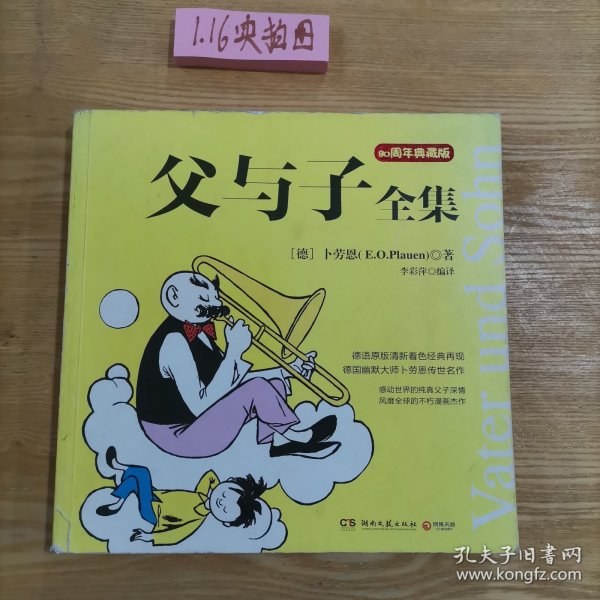 1.16实拍图
80周年典藏版
父与子全集
[德] 卜劳恩(E.O.Plauen)◎著
李彩萍◎编译
Vater und Sohn
德语原版清新着色经典再现
德国幽默大师卜劳恩传世名作
感动世界的纯真父子深情
风靡全球的不朽漫画杰作
CS 湖南文艺出版社
博集天卷
孔夫子旧书网
www.kongfz.com